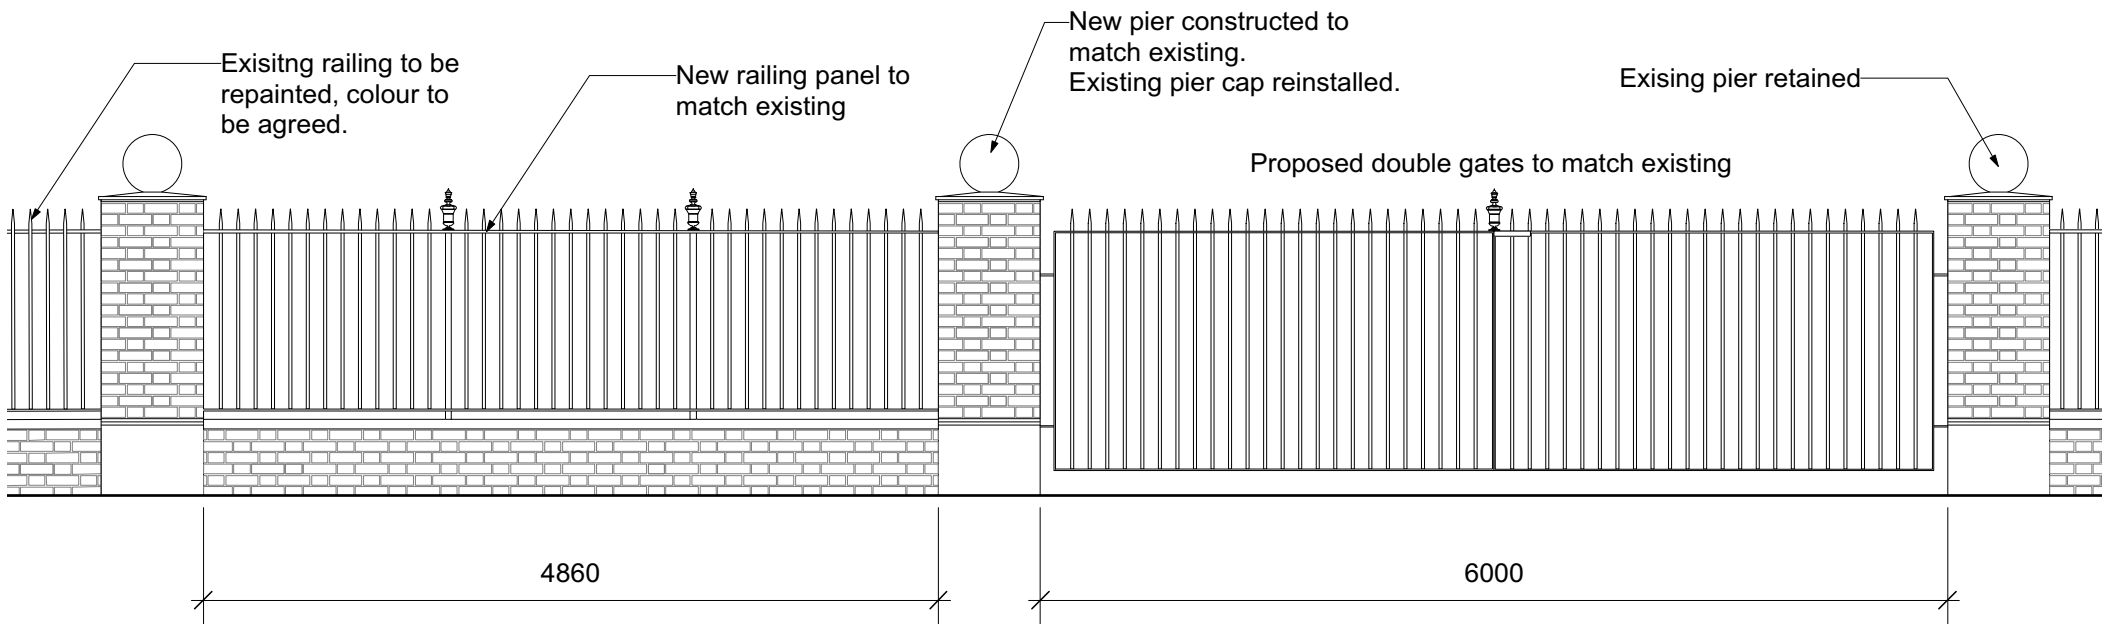 Exisitng railing to be
repainted, colour to
be agreed.
New railing panel to
match existing
New pier constructed to
match existing.
Existing pier cap reinstalled.
Exising pier retained
Proposed double gates to match existing
4860
6000